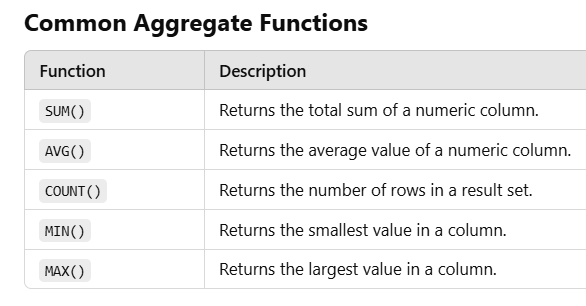 Common Aggregate Functions
Function Description
SUM() Returns the total sum of a numeric column.
AVG() Returns the average value of a numeric column.
COUNT() Returns the number of rows in a result set.
MIN() Returns the smallest value in a column.
MAX() Returns the largest value in a column.